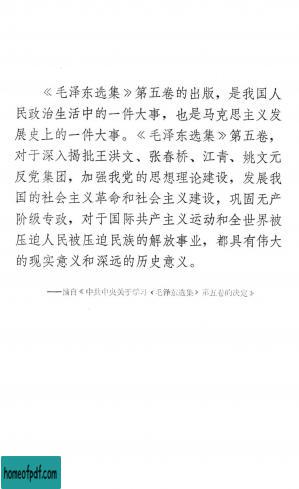 《毛泽东选集》第五卷的出版，是我国人
民政治生活中的一件大事，也是马克思主义发
展史上的一件大事。《毛泽东选集》第五卷，
对于深入揭批王洪文、张春桥、江青、姚文元
反党集团，加强我党的思想理论建设，发展我
国的社会主义革命和社会主义建设，巩固无产
阶级专政，对于国际共产主义运动和全世界被
压迫人民被压迫民族的解放事业，都具有伟大
的现实意义和深远的历史意义。
——摘自《中共中央关于学习〈毛泽东选集〉第五卷的决定》
homeofpdf.com